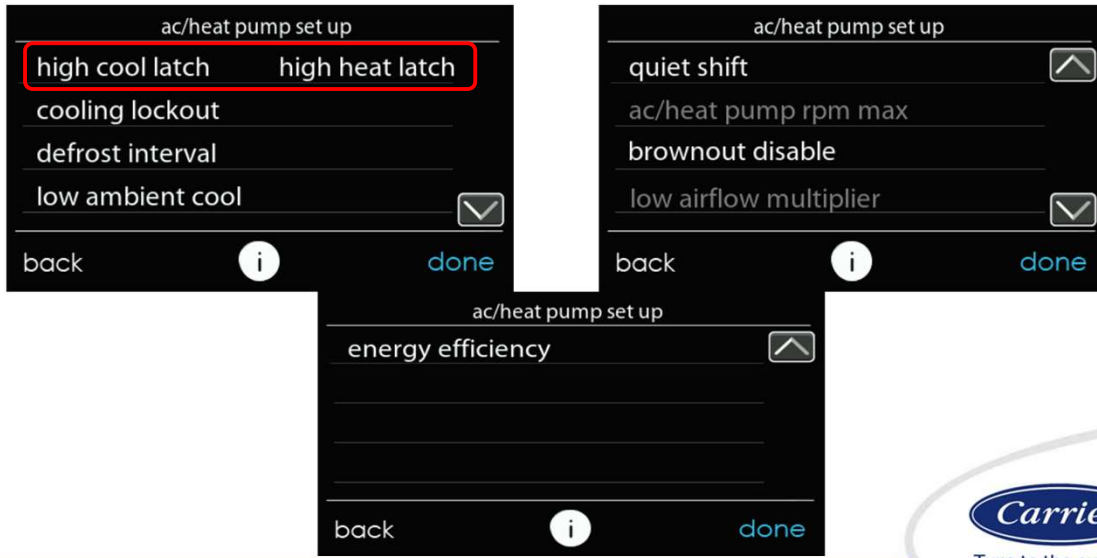 ac/heat pump set up
high cool latch high heat latch
cooling lockout
defrost interval
low ambient cool
back i done
ac/heat pump set up
quiet shift
ac/heat pump rpm max
brownout disable
low airflow multiplier
back i done
ac/heat pump set up
energy efficiency
back i done
Carrie